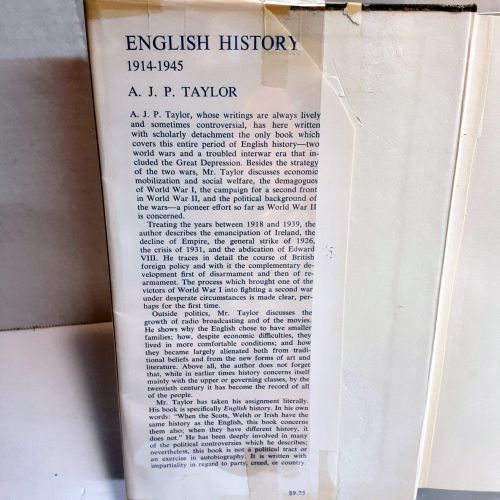 ENGLISH HISTORY
1914-1945
A. J. P. TAYLOR
A. J. P. Taylor, whose writings are always lively
and sometimes controversial, has here written
with scholarly detachment the only book which
covers this entire period of English history—two
world wars and a troubled interwar era that in-
cluded the Great Depression. Besides the strategy
of the two wars, Mr. Taylor discusses economic
mobilization and social welfare, the demagogues
of World War I, the campaign for a second front
in World War II, and the political background of
the wars—a pioneer effort so far as World War II
is concerned.
Treating the years between 1918 and 1939, the
author describes the emancipation of Ireland, the
decline of Empire, the general strike of 1926,
the crisis of 1931, and the abdication of Edward
VIII. He traces in detail the course of British
foreign policy and with it the complementary de-
velopment first of disarmament and then of re-
armament. The process which brought one of the
victors of World War I into fighting a second war
under desperate circumstances is made clear, per-
haps for the first time.
Outside politics, Mr. Taylor discusses the
growth of radio broadcasting and of the movies.
He shows why the English chose to have smaller
families; how, despite economic difficulties, they
lived in more comfortable conditions; and how
they became largely alienated both from tradi-
tional beliefs and from the new forms of art and
literature. Above all, the author does not forget
that, while in earlier times history concerns itself
mainly with the upper or governing classes, by the
twentieth century it has become the record of all
of the people.
Mr. Taylor has taken his assignment literally.
His book is specifically English history. In his own
words: "When the Scots, Welsh or Irish have the
same history as the English, this book concerns
them also; when they have different history, it
does not." He has been deeply involved in many
of the political controversies which he describes;
nevertheless, this book is not a political tract or
an exercise in autobiography. It is written with
impartiality in regard to party, creed, or country.
$9.75